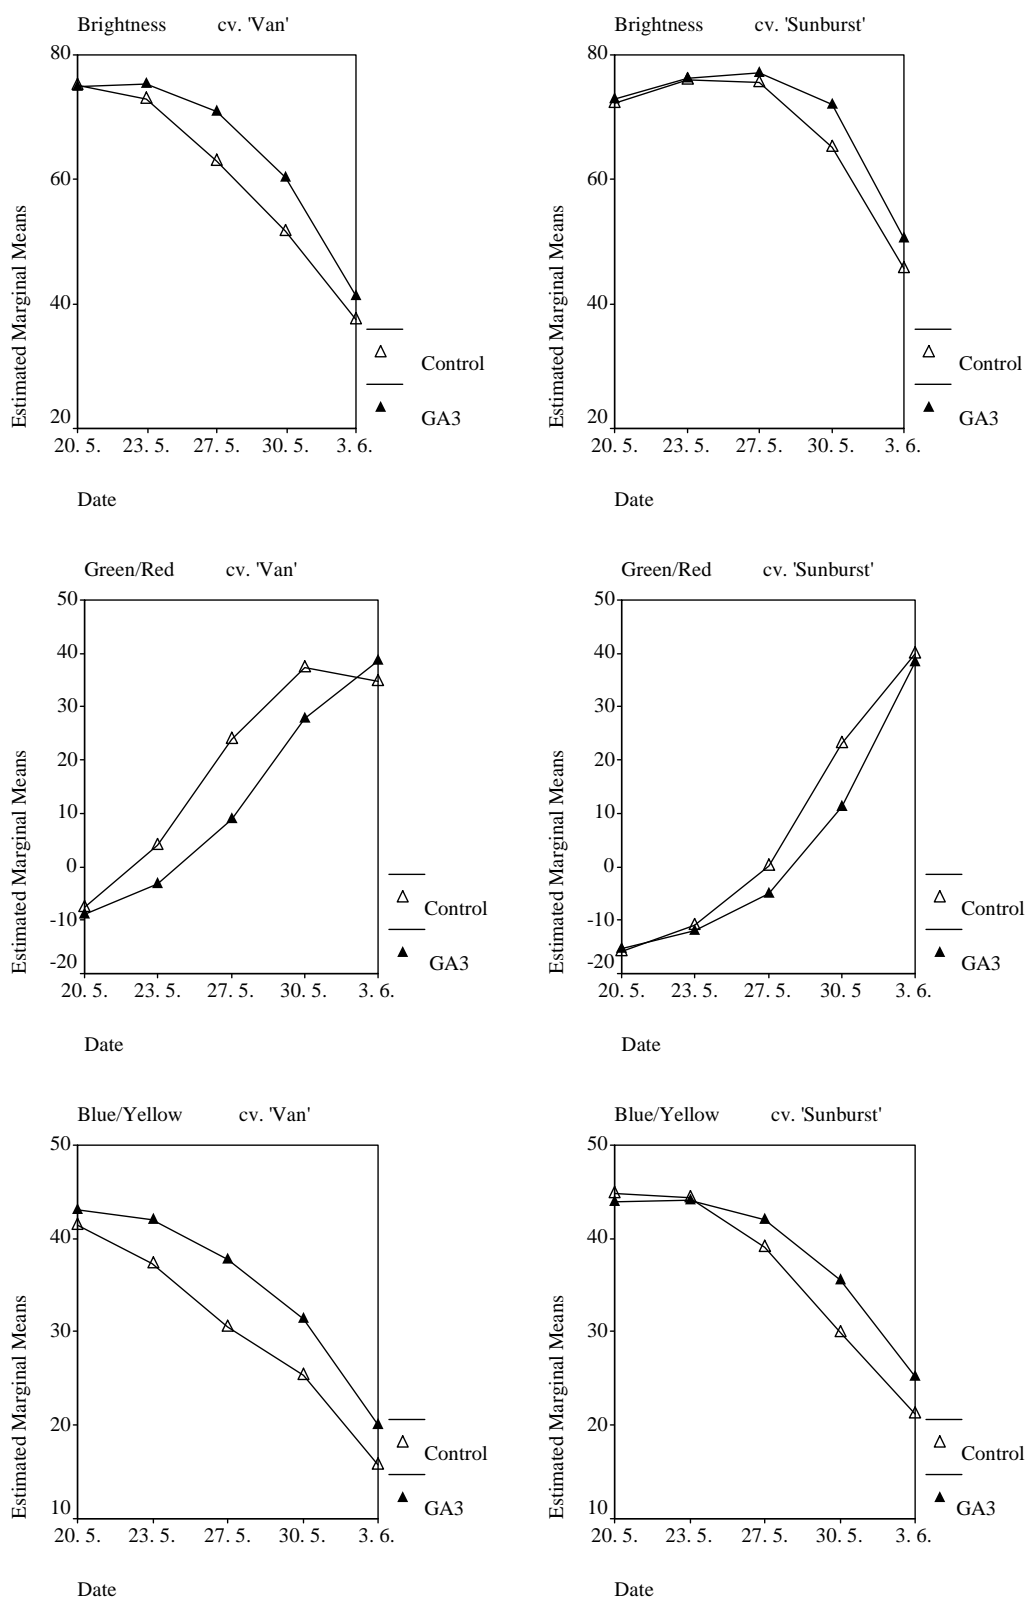 Brightness cv. 'Van'
80
60
40
20
Estimated Marginal Means
20. 5. 23. 5. 27. 5. 30. 5. 3. 6.
Date
Control
GA3
Brightness cv. 'Sunburst'
80
60
40
20
Estimated Marginal Means
20. 5. 23. 5. 27. 5. 30. 5. 3. 6.
Date
Control
GA3
Green/Red cv. 'Van'
50
40
30
20
10
0
-10
-20
Estimated Marginal Means
20. 5. 23. 5. 27. 5. 30. 5. 3. 6.
Date
Control
GA3
Green/Red cv. 'Sunburst'
50
40
30
20
10
0
-10
-20
Estimated Marginal Means
20. 5. 23. 5. 27. 5. 30. 5 3. 6.
Date
Control
GA3
Blue/Yellow cv. 'Van'
50
40
30
20
10
Estimated Marginal Means
20. 5. 23. 5. 27. 5. 30. 5. 3. 6.
Date
Control
GA3
Blue/Yellow cv. 'Sunburst'
50
40
30
20
10
Estimated Marginal Means
20. 5. 23. 5. 27. 5. 30. 5. 3. 6.
Date
Control
GA3